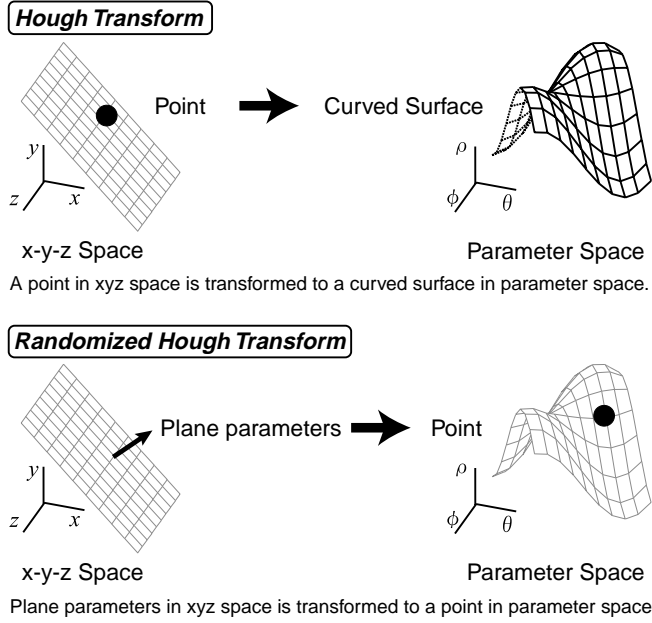 Hough Transform
Point
Curved Surface
y
z
x
ρ
ϕ
θ
x-y-z Space
Parameter Space
A point in xyz space is transformed to a curved surface in parameter space.
Randomized Hough Transform
Plane parameters
Point
y
z
x
ρ
ϕ
θ
x-y-z Space
Parameter Space
Plane parameters in xyz space is transformed to a point in parameter space